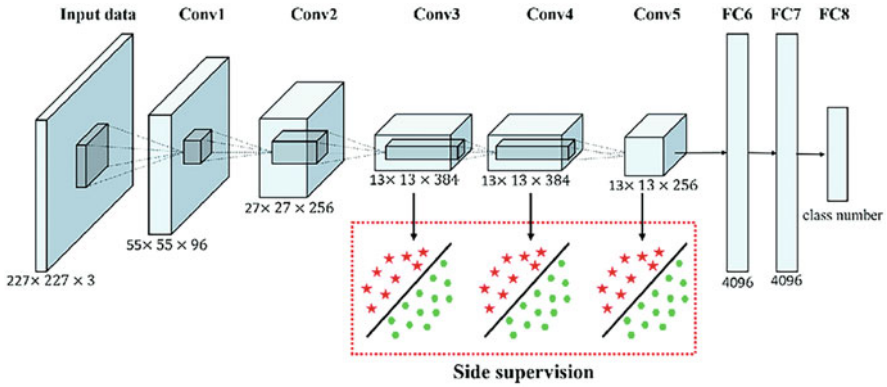 Input data
Conv1
Conv2
Conv3
Conv4
Conv5
FC6
FC7
FC8
227× 227 × 3
55× 55 × 96
27× 27 × 256
13× 13 × 384
13× 13 × 384
13× 13 × 256
4096
4096
class number
Side supervision